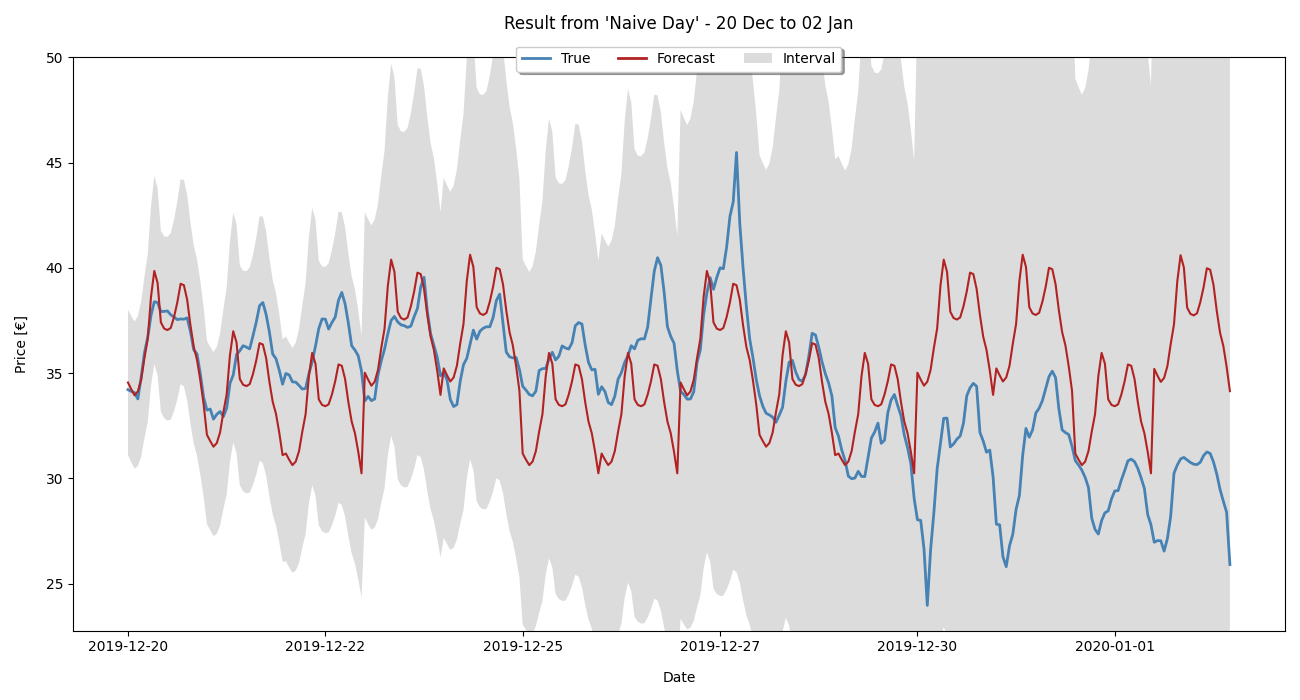 Result from 'Naive Day' - 20 Dec to 02 Jan
True Forecast Interval
Price [€]
50
45
40
35
30
25
2019-12-20 2019-12-22 2019-12-25 2019-12-27 2019-12-30 2020-01-01
Date